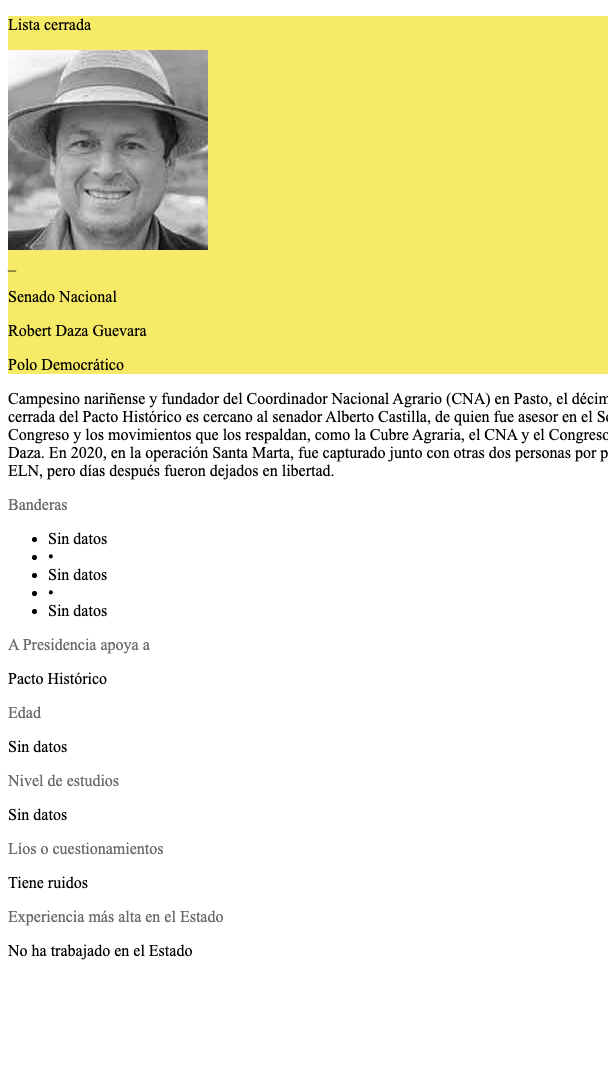 Lista cerrada
_
Senado Nacional
Robert Daza Guevara
Polo Democrático
Campesino nariñense y fundador del Coordinador Nacional Agrario (CNA) en Pasto, el décim
cerrada del Pacto Histórico es cercano al senador Alberto Castilla, de quien fue asesor en el Se
Congreso y los movimientos que los respaldan, como la Cubre Agraria, el CNA y el Congreso
Daza. En 2020, en la operación Santa Marta, fue capturado junto con otras dos personas por p
ELN, pero días después fueron dejados en libertad.
Banderas
• Sin datos
• •
• Sin datos
• •
• Sin datos
A Presidencia apoya a
Pacto Histórico
Edad
Sin datos
Nivel de estudios
Sin datos
Líos o cuestionamientos
Tiene ruidos
Experiencia más alta en el Estado
No ha trabajado en el Estado